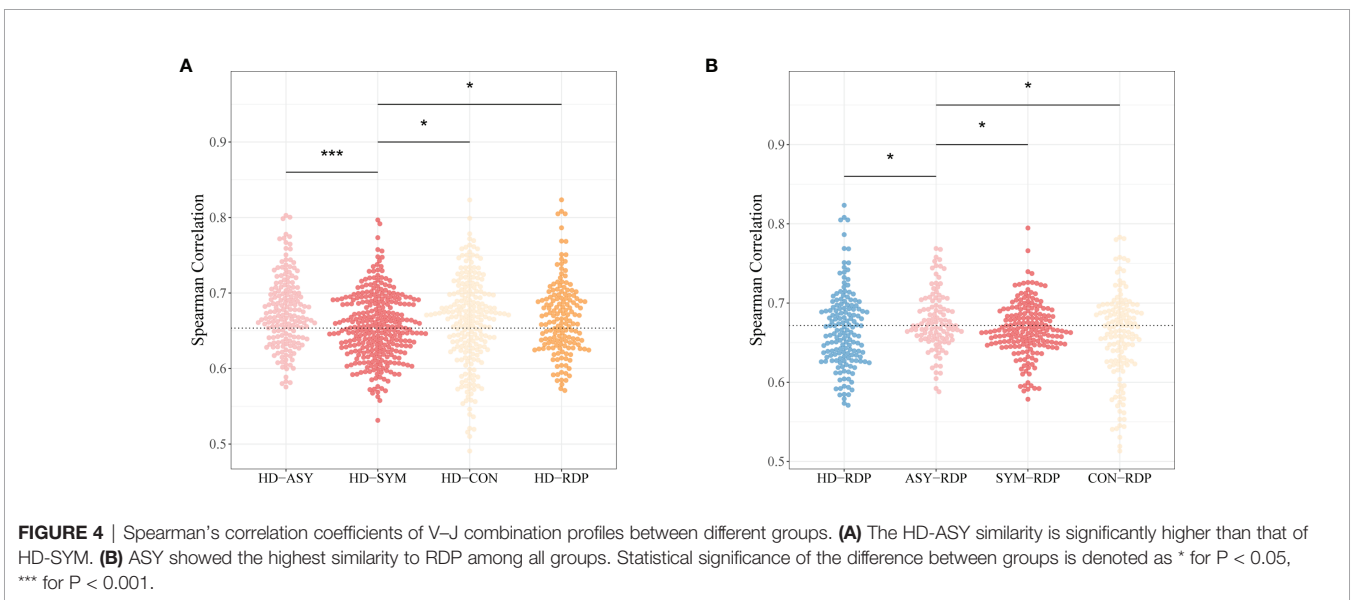 A
B
*
*
*
*
***
*
0.9
0.8
0.7
0.6
0.5
Spearman Correlation
HD−ASY HD−SYM HD−CON HD−RDP
0.9
0.8
0.7
0.6
0.5
Spearman Correlation
HD−RDP ASY−RDP SYM−RDP CON−RDP
FIGURE 4 | Spearman's correlation coefficients of V–J combination profiles between different groups. (A) The HD-ASY similarity is significantly higher than that of
HD-SYM. (B) ASY showed the highest similarity to RDP among all groups. Statistical significance of the difference between groups is denoted as * for P < 0.05,
*** for P < 0.001.